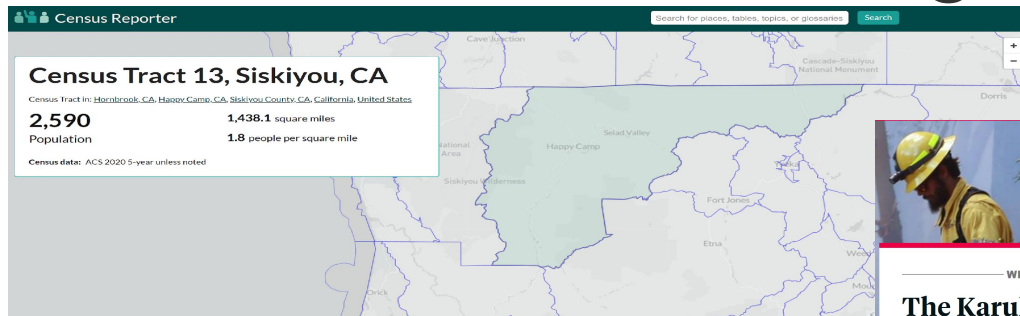 Census Reporter
Search for places, tables, topics, or glossaries
Search
Census Tract 13, Siskiyou, CA
Census Tract in: Hornbrook, CA, Happy Camp, CA, Siskiyou County, CA, California, United States
2,590
1,438.1 square miles
Population
1.8 people per square mile
Census data: ACS 2020 5-year unless noted
Cave Junction
Cascade-Siskiyou
National Monument
+
−
Dorris
National
Area
Seiad Valley
Happy Camp
Yreka
Siskiyou Wilderness
Fort Jones
Etna
Weed
Orick
The Karu